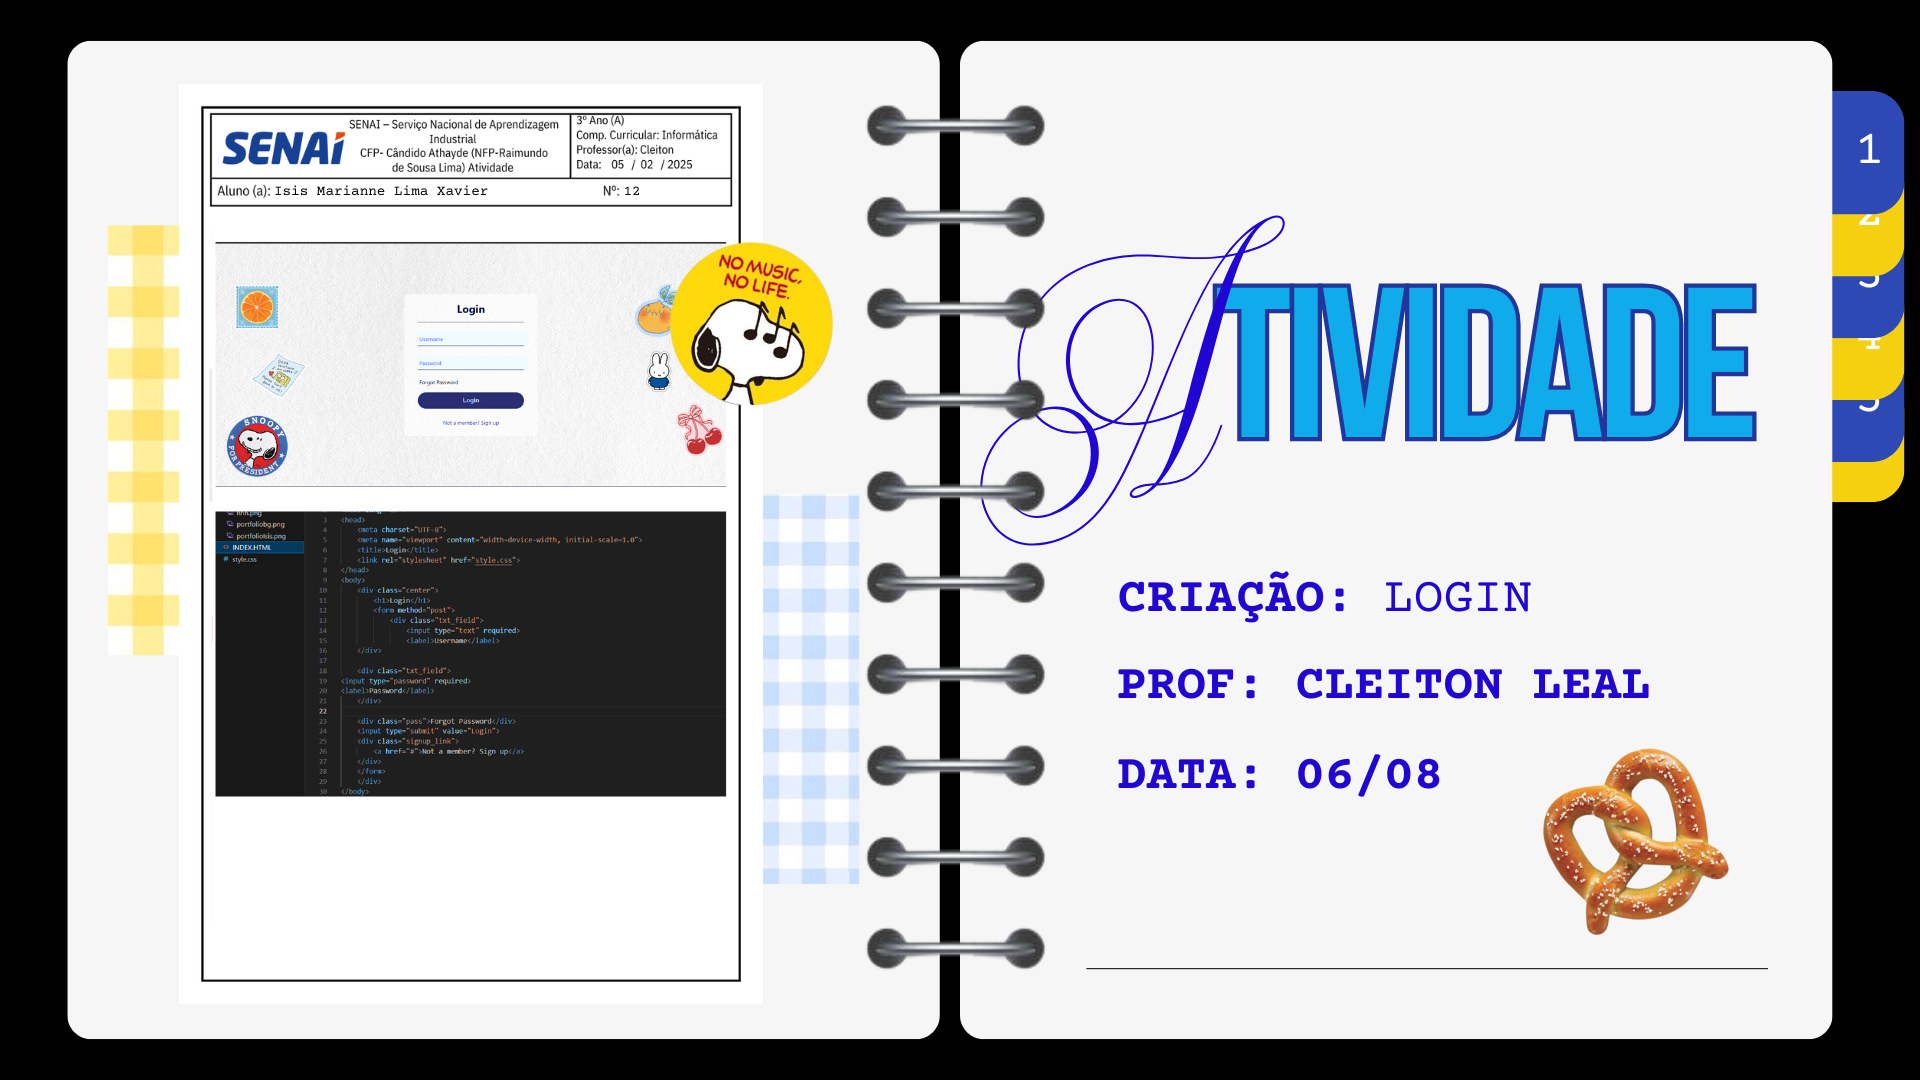 SENAI
SENAI – Serviço Nacional de Aprendizagem
Industrial
CFP- Cândido Athayde (NFP-Raimundo
de Sousa Lima) Atividade
3º Ano (A)
Comp. Curricular: Informática
Professor(a): Cleiton
Data: 05 / 02 / 2025
Aluno (a): Isis Marianne Lima Xavier Nº: 12
NO MUSIC,
NO LIFE.
Login
Username
Password
Forgot Password
Login
Not a member? Sign up
SNOOPY
FOR PRESIDENT
portfoliobg.png
portfolioisis.png
INDEX.HTML
style.css
3 <head>
4 <meta charset="UTF-8">
5 <meta name="viewport" content="width=device-width, initial-scale=1.0">
6 <title>Login</title>
7 <link rel="stylesheet" href="style.css">
8 </head>
9 <body>
10 <div class="center">
11 <h1>Login</h1>
12 <form method="post">
13 <div class="txt_field">
14 <input type="text" required>
15 <label>Username</label>
16 </div>
17
18 <div class="txt_field">
19 <input type="password" required>
20 <label>Password</label>
21 </div>
22
23 <div class="pass">Forgot Password</div>
24 <input type="submit" value="Login">
25 <div class="signup_link">
26 <a href="#">Not a member? Sign up</a>
27 </div>
28 </form>
29 </div>
30 </body>
ATIVIDADE
CRIAÇÃO: LOGIN
PROF: CLEITON LEAL
DATA: 06/08
1
2
3
4
5